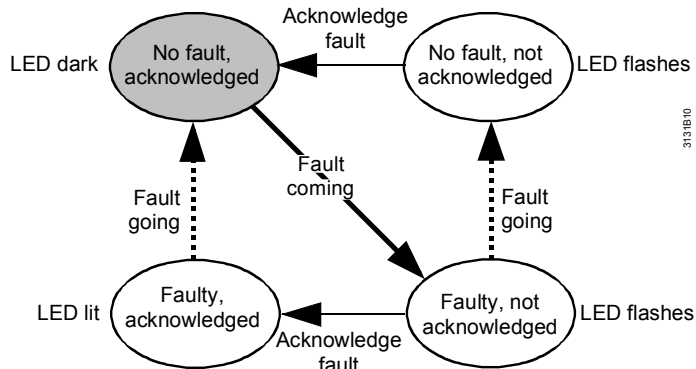 Acknowledge
fault
LED dark
No fault,
acknowledged
No fault, not
acknowledged
LED flashes
3131B10
Fault
coming
Fault
going
Fault
going
LED lit
Faulty,
acknowledged
Acknowledge
fault
Faulty, not
acknowledged
LED flashes